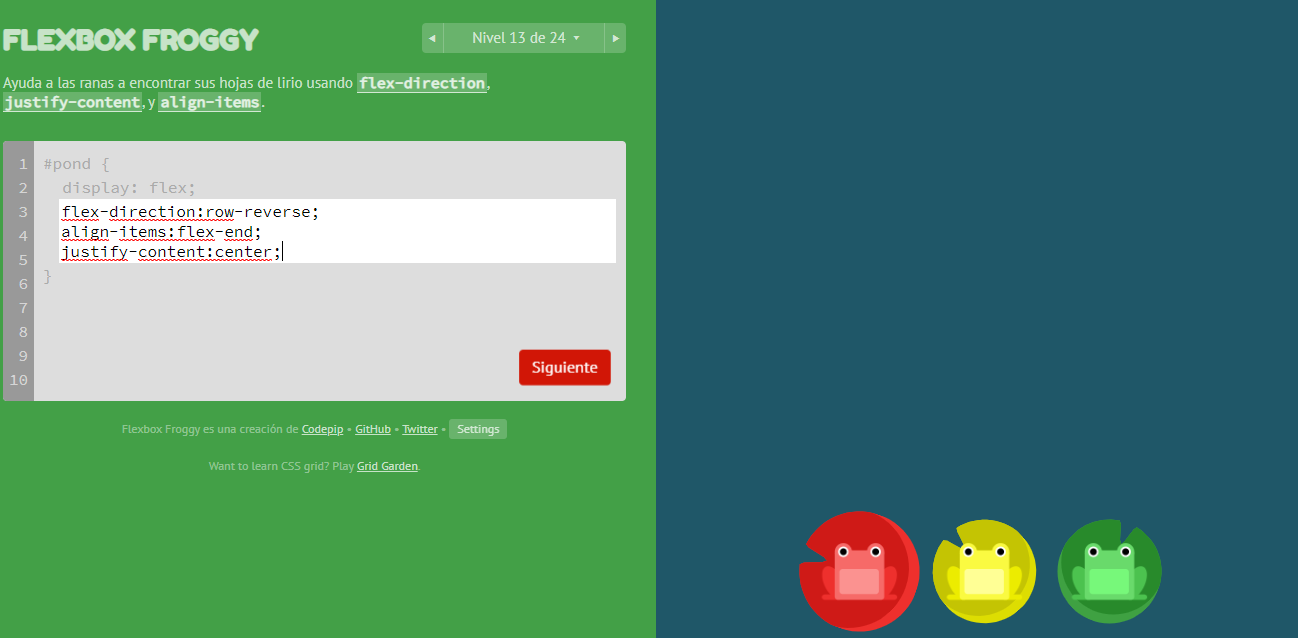 FLEXBOX FROGGY
◀ Nivel 13 de 24 ▾ ▶
Ayuda a las ranas a encontrar sus hojas de lirio usando flex-direction,
justify-content, y align-items.
1 #pond {
2 display: flex;
3 flex-direction:row-reverse;
4 align-items:flex-end;
5 justify-content:center;
6 }
7
8
9
10
Siguiente
Flexbox Froggy es una creación de Codepip • GitHub • Twitter • Settings
Want to learn CSS grid? Play Grid Garden.